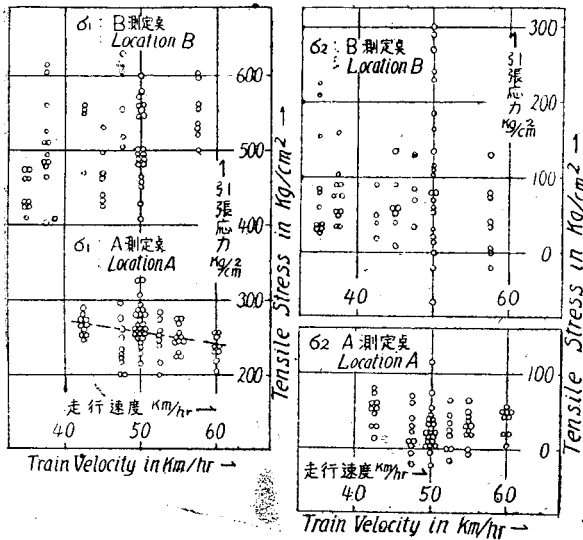 σ1: B測定点
Location B
600
500
↑引張応力 Kg/cm2
400
σ1: A測定点
Location A
300
200
走行速度 Km/hr→
40 50 60
Train Velocity in Km/hr →
Tensile Stress in Kg/cm2 →
σ2: B測定点
Location B
300
↑引張応力 Kg/cm2
200
100
0
40 50 60
Tensile Stress in Kg/cm2 →
σ2 A測定点
Location A
100
0
走行速度 Km/hr→
40 50 60
Train Velocity in Km/hr →